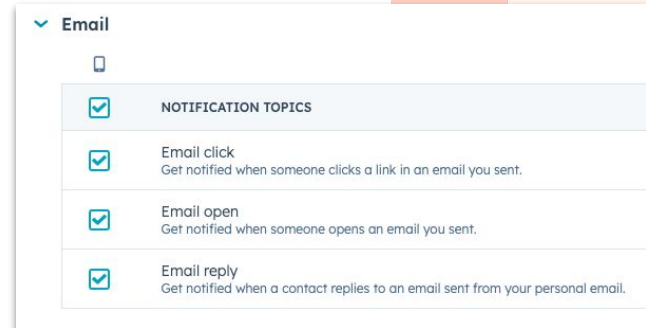 Email
NOTIFICATION TOPICS
Email click
Get notified when someone clicks a link in an email you sent.
Email open
Get notified when someone opens an email you sent.
Email reply
Get notified when a contact replies to an email sent from your personal email.